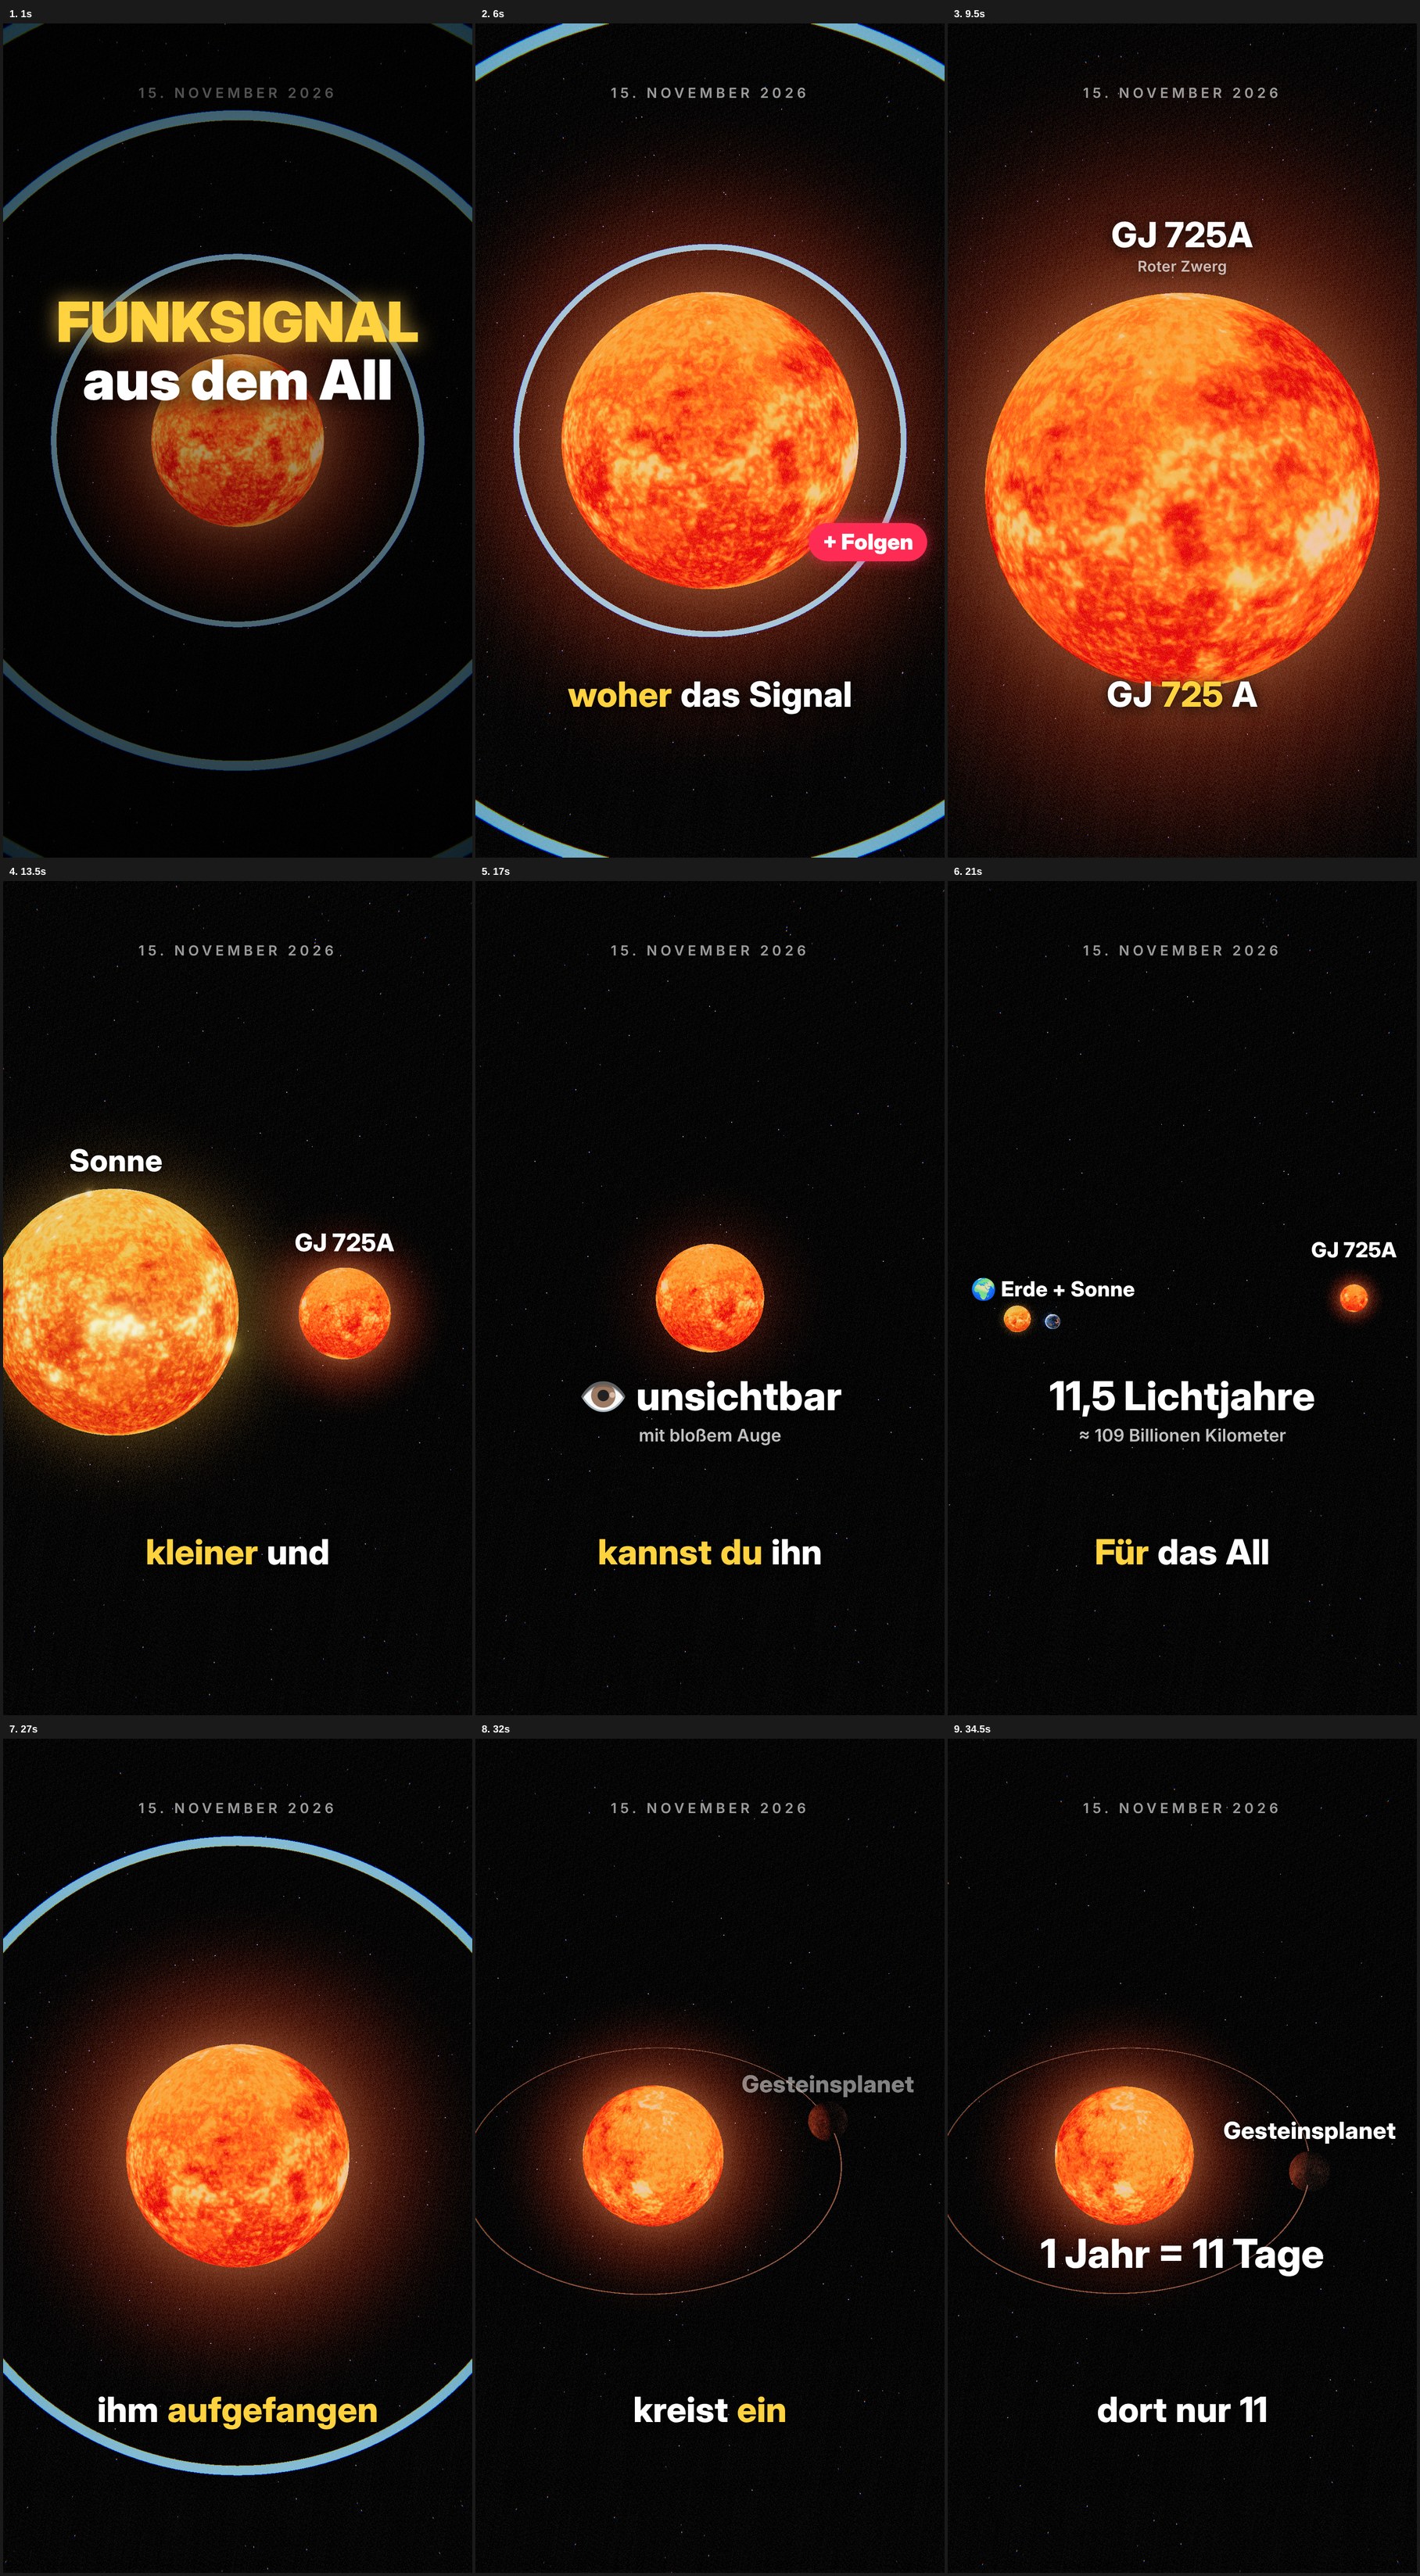 1. 1s
15. NOVEMBER 2026
FUNKSIGNAL
aus dem All
2. 6s
15. NOVEMBER 2026
+ Folgen
woher das Signal
3. 9.5s
15. NOVEMBER 2026
GJ 725A
Roter Zwerg
GJ 725 A
4. 13.5s
15. NOVEMBER 2026
Sonne
GJ 725A
kleiner und
5. 17s
15. NOVEMBER 2026
unsichtbar
mit bloßem Auge
kannst du ihn
6. 21s
15. NOVEMBER 2026
GJ 725A
Erde + Sonne
11,5 Lichtjahre
≈ 109 Billionen Kilometer
Für das All
7. 27s
15. NOVEMBER 2026
ihm aufgefangen
8. 32s
15. NOVEMBER 2026
Gesteinsplanet
kreist ein
9. 34.5s
15. NOVEMBER 2026
Gesteinsplanet
1 Jahr = 11 Tage
dort nur 11